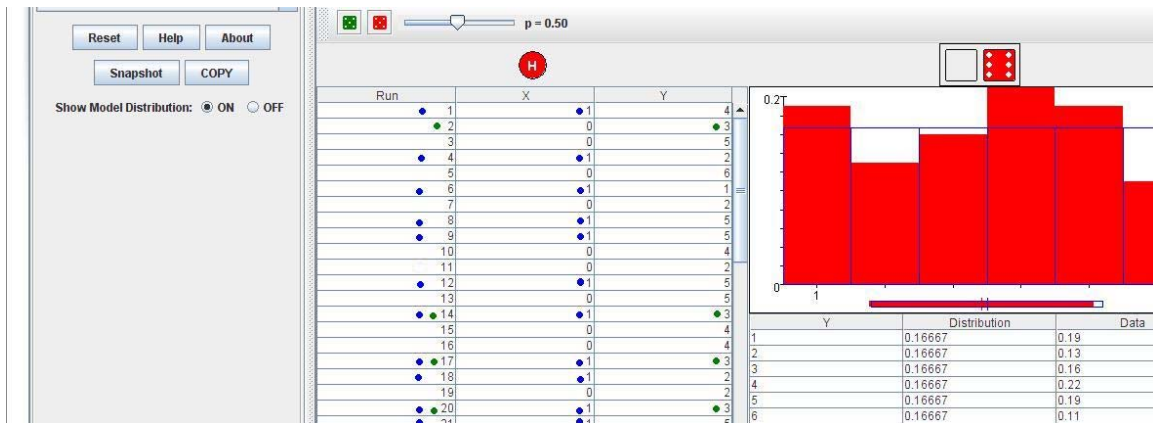 Reset Help About
Snapshot COPY
Show Model Distribution: ON OFF
p = 0.50
H
Run X Y
1 1 4
2 0 3
3 0 5
4 1 2
5 0 6
6 1 1
7 0 2
8 1 5
9 1 5
10 0 4
11 0 2
12 1 5
13 0 5
14 1 3
15 0 4
16 0 4
17 1 3
18 1 2
19 0 2
20 1 3
21 1 5
0.2
0
1
Y Distribution Data
1 0.16667 0.19
2 0.16667 0.13
3 0.16667 0.16
4 0.16667 0.22
5 0.16667 0.19
6 0.16667 0.11